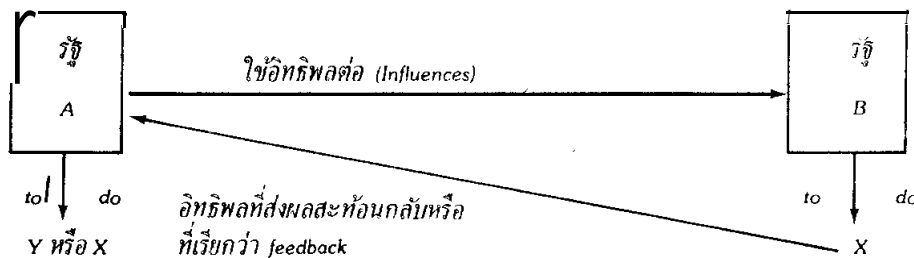 รัฐ
A
ใช้อิทธิพลต่อ (Influences)
รัฐ
B
to do
อิทธิพลที่ส่งผลสะท้อนกลับหรือ
ที่เรียกว่า feedback
Y หรือ X
to do
X